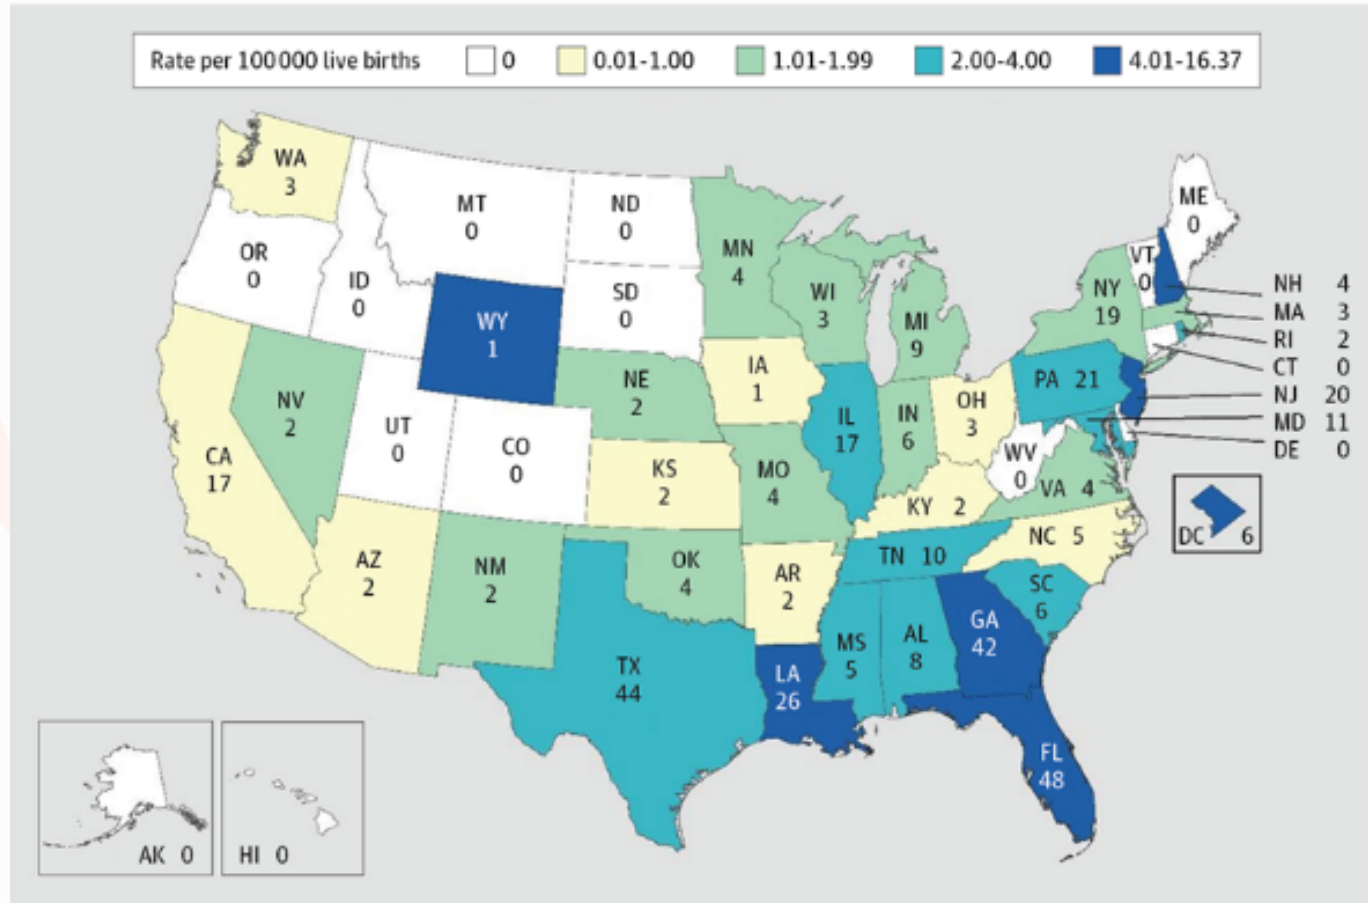 Rate per 100 000 live births 0 0.01-1.00 1.01-1.99 2.00-4.00 4.01-16.37
WA
3
MT
0
ND
0
ME
0
OR
0
ID
0
MN
4
VT
0
SD
0
WI
3
NY
19
NH 4
MA 3
RI 2
CT 0
NJ 20
MD 11
DE 0
WY
1
MI
9
NE
2
IA
1
PA 21
NV
2
UT
0
CO
0
IL
17
IN
6
OH
3
WV
0
CA
17
KS
2
MO
4
KY 2
VA 4
DC 6
AZ
2
NM
2
OK
4
AR
2
TN 10
NC 5
SC
6
TX
44
LA
26
MS
5
AL
8
GA
42
FL
48
AK 0
HI 0